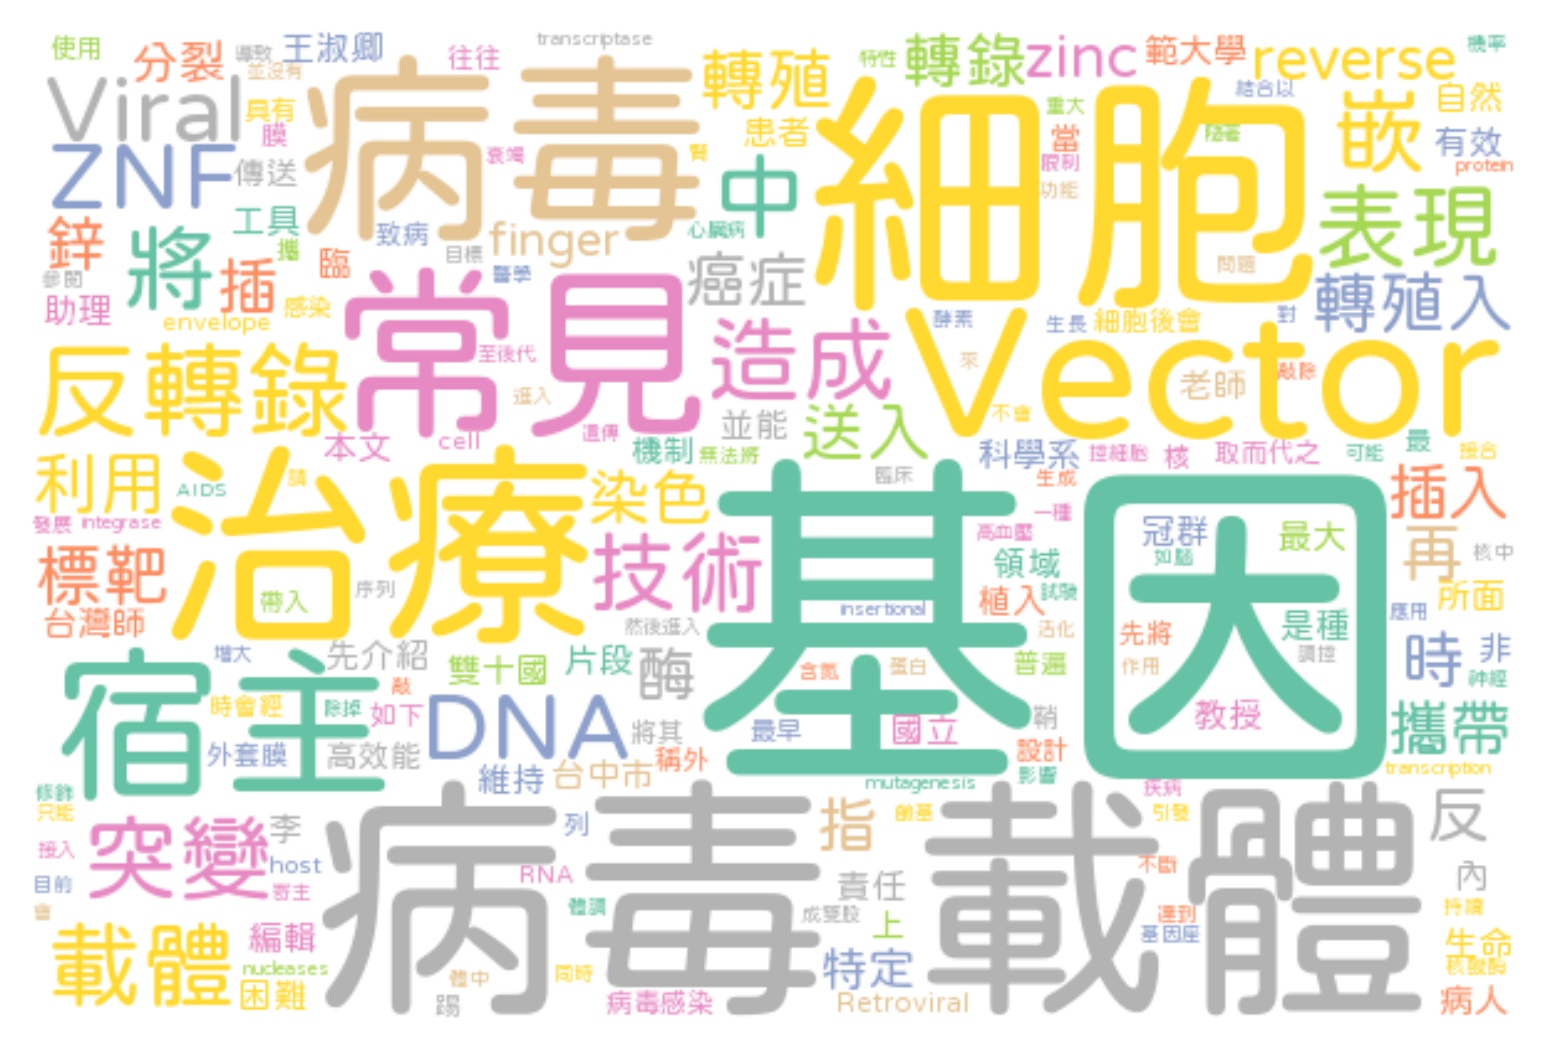 使用
分裂
導致
王淑卿
並沒有
往往
transcriptase
轉殖
特性
轉錄
zinc
範大學
reverse
機率
Viral
具有
膜
病毒
衰竭
患者
腎
細胞
重大
當
限制
功能
隨著
結合以
嵌
自然
有效
protein
ZNF
傳送
工具
致病
目標
finger
中
心臟病
表現
鋅
參閱
將
插
攜
臨
感染
醫學
癌症
問題
助理
envelope
常見
至後代
進入
遺傳
造成
酵素
生長
細胞後會
對
轉殖入
反轉錄
本文
cell
機制
並能
無法將
送入
Vector
來
不會
老師
敲除
科學系
控細胞
核
取而代之
可能
最
接合
利用
AIDS
請
發展
integrase
治療
染色
臨床
生成
一種
高血壓
插入
標靶
帶入
序列
技術
基因
insertional
領域
植入
試驗
冠群
如腦
最大
再
核中
所面
台灣師
然後進入
活化
先將
是種
調控
作用
應用
宿主
增大
先介紹
敲
雙十國
片段
酶
含氮
蛋白
普遍
時
非
神經
時會經
除掉
如下
DNA
將其
最早
國立
鞘
教授
攜帶
外套膜
高效能
維持
台中市
稱外
設計
影響
mutagenesis
transcription
修飾
只能
突變
李
host
寄主
接入
目前
會
病毒載體
列
RNA
體調
指
鹼基
責任
成雙股
上
疾病
引發
不斷
達到
基因座
反
內
持續
載體
編輯
nucleases
困難
體中
踢
同時
病毒感染
特定
Retroviral
生命
核酸酶
病人